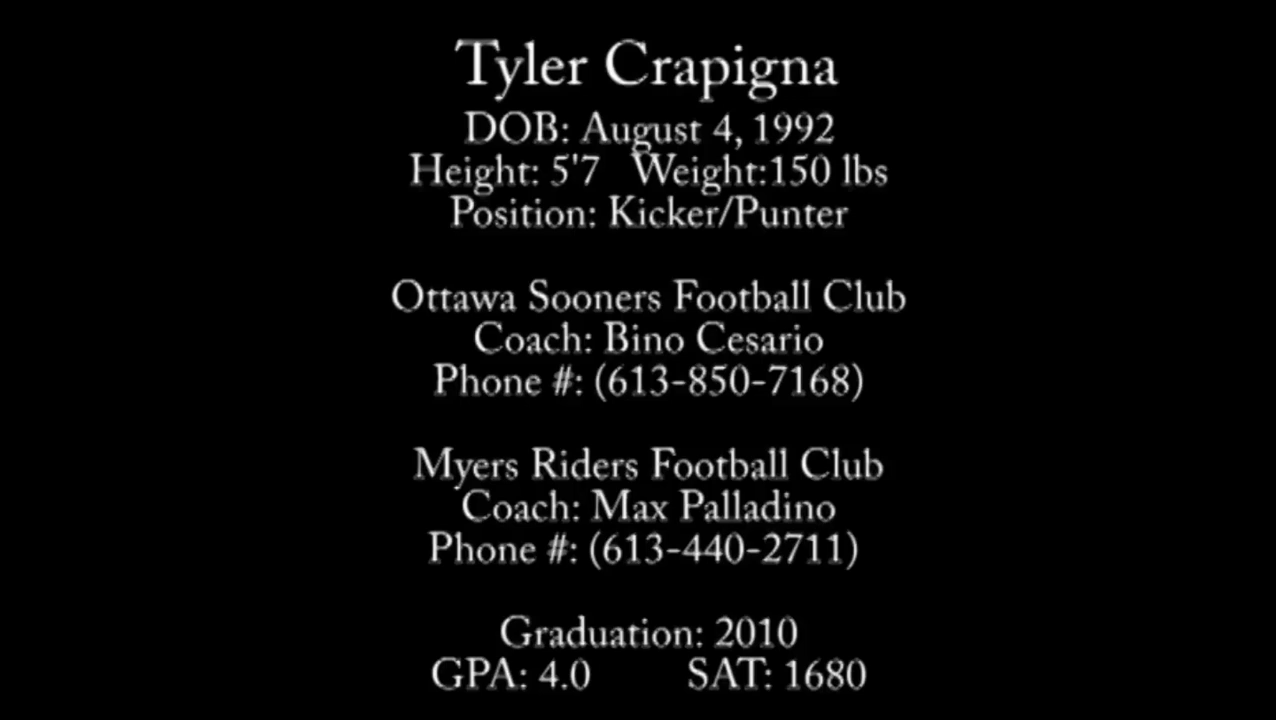 Tyler Crapigna
DOB: August 4, 1992
Height: 5'7 Weight:150 lbs
Position: Kicker/Punter
Ottawa Sooners Football Club
Coach: Bino Cesario
Phone #: (613-850-7168)
Myers Riders Football Club
Coach: Max Palladino
Phone #: (613-440-2711)
Graduation: 2010
GPA: 4.0 SAT: 1680